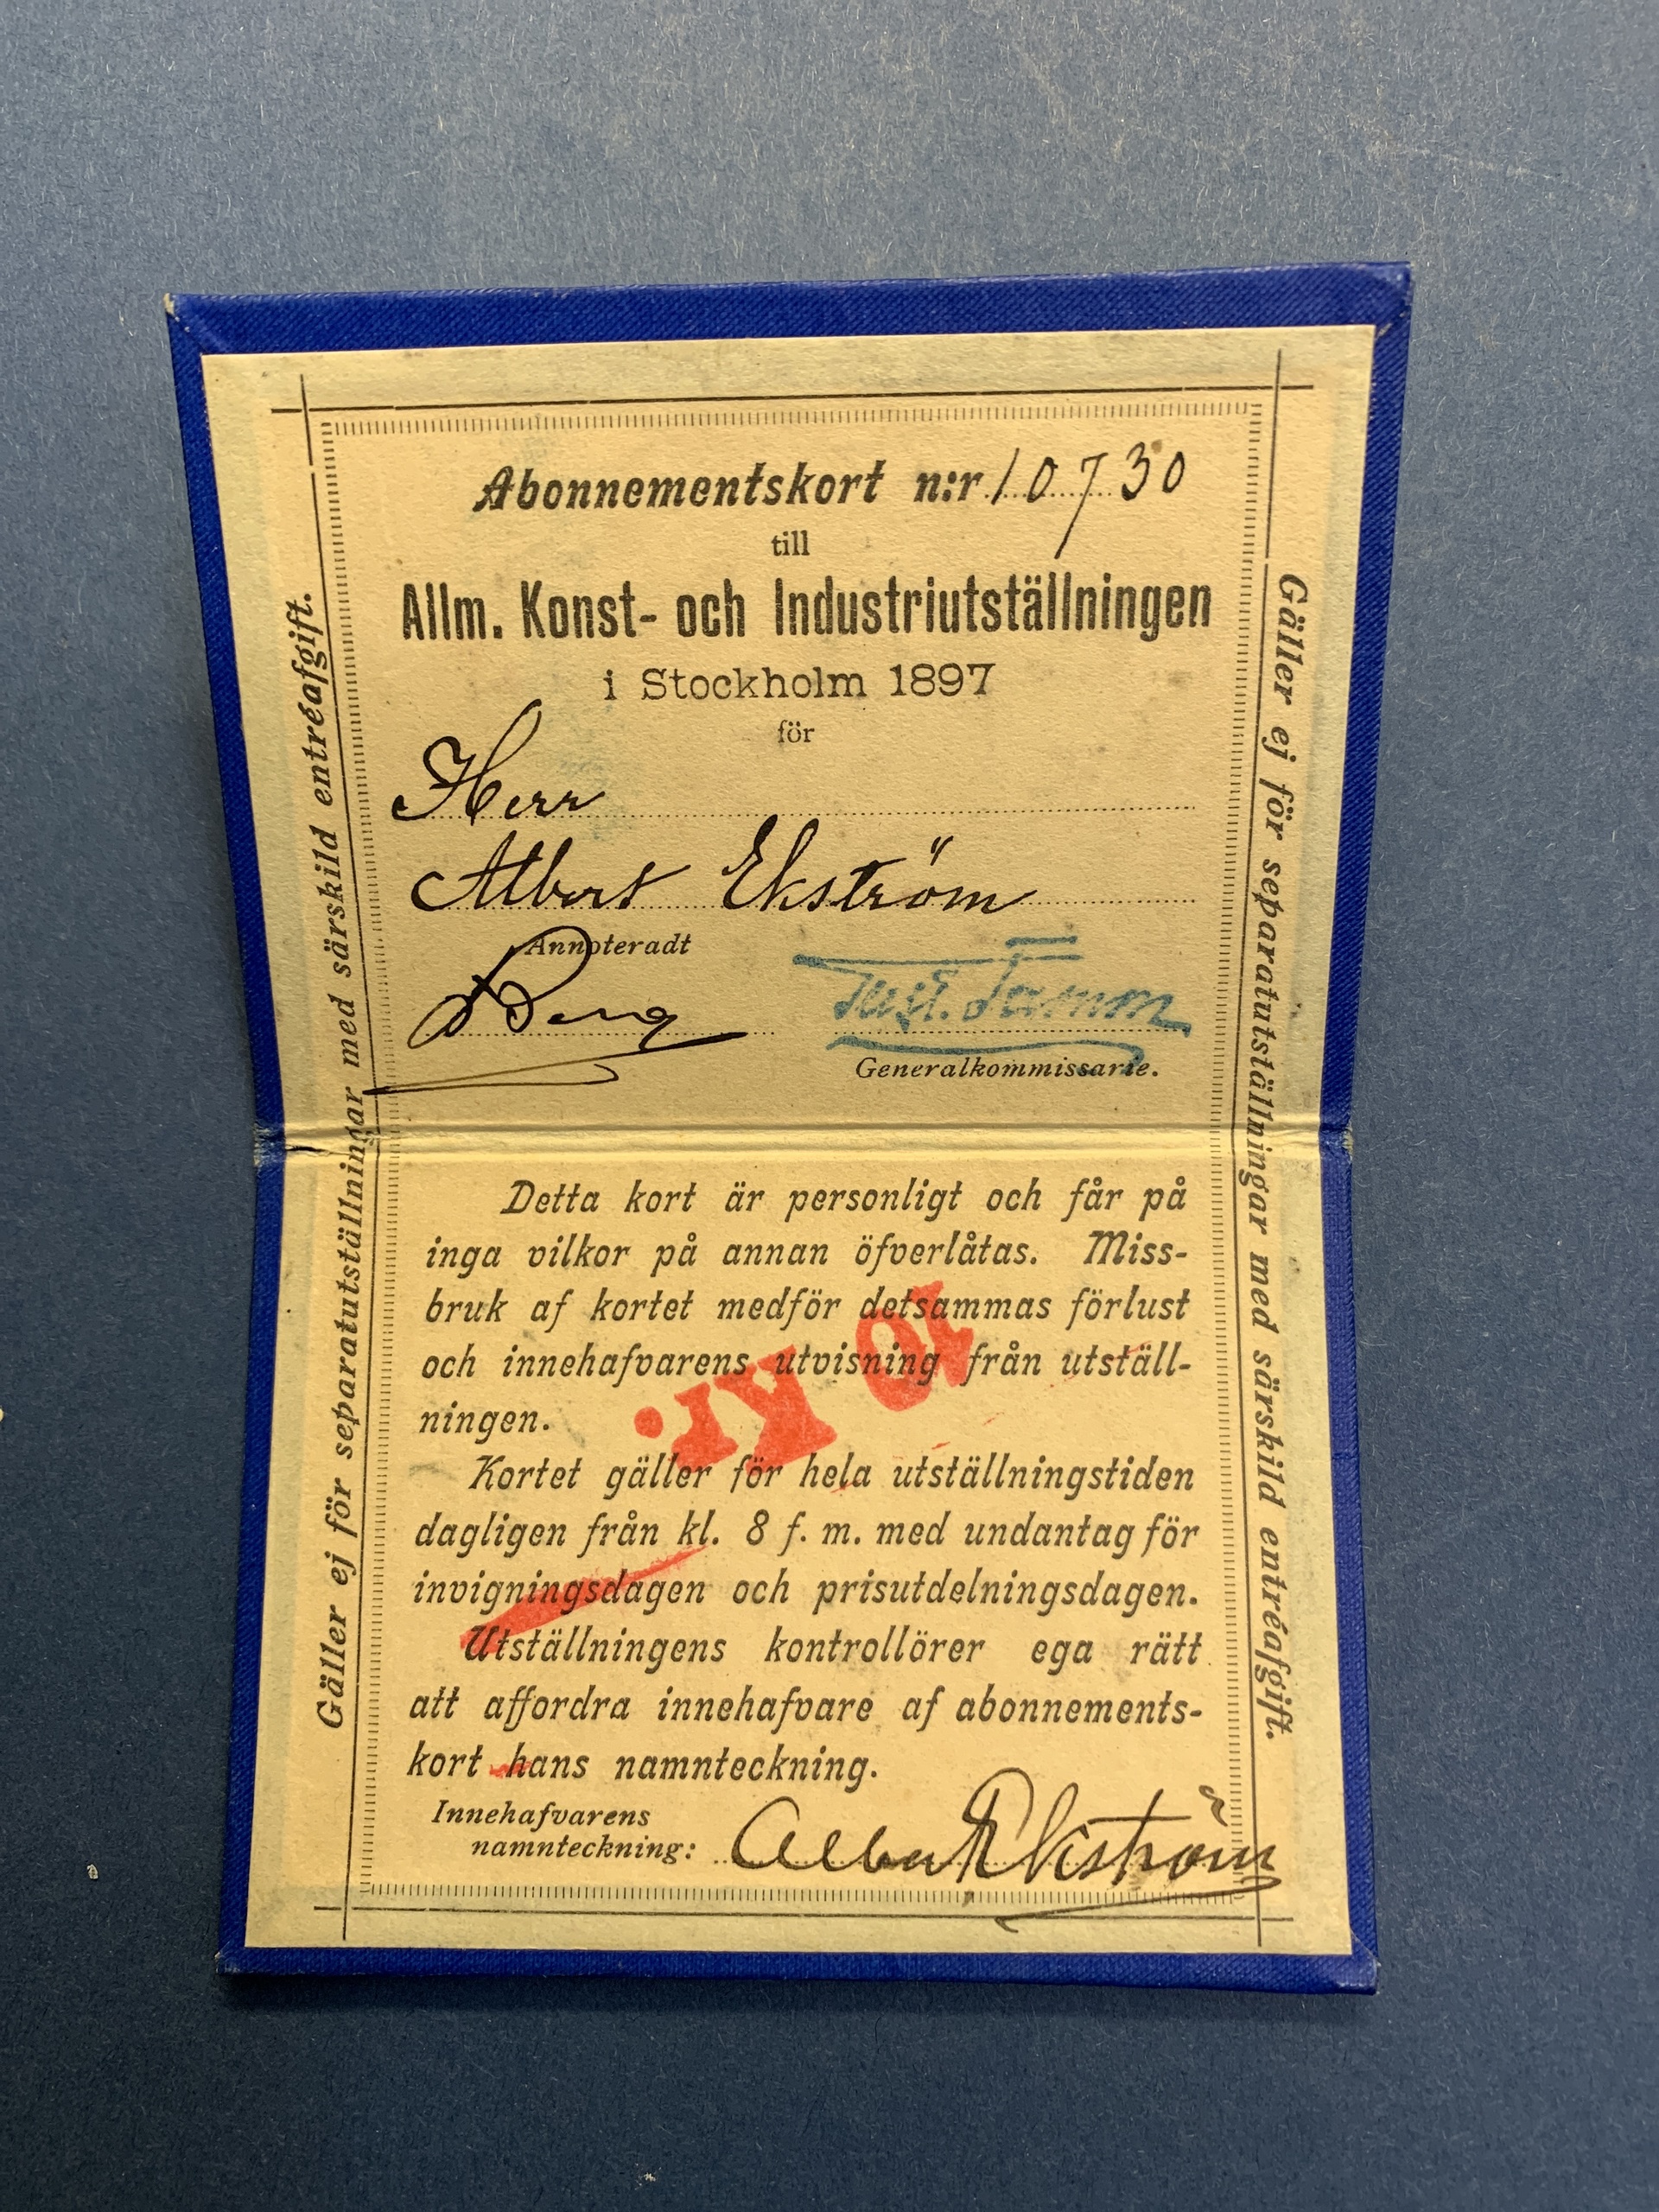 Abonnementskort n:r 10730
till
Allm. Konst- och Industriutställningen
i Stockholm 1897
för
Herr
Albert Ekström
Annoteradt
Berg
Gust. Tamm
Generalkommissarie.
Detta kort är personligt och får på
inga vilkor på annan öfverlåtas. Miss-
bruk af kortet medför detsammas förlust
och innehafvarens utvisning från utställ-
ningen.
Kortet gäller för hela utställningstiden
dagligen från kl. 8 f. m. med undantag för
invigningsdagen och prisutdelningsdagen.
Utställningens kontrollörer ega rätt
att affordra innehafvare af abonnements-
kort hans namnteckning.
Innehafvarens
namnteckning: Albert Ekström
10 Kr.
Gäller ej för separatutställningar med särskild entréafgift.
Gäller ej för separatutställningar med särskild entréafgift.